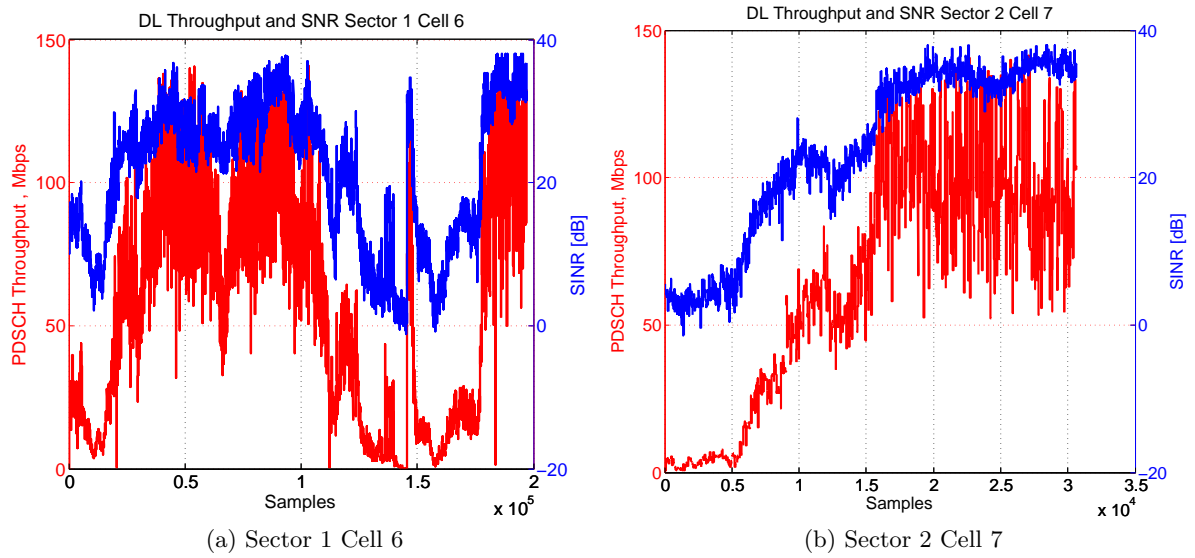 DL Throughput and SNR Sector 1 Cell 6
150
100
50
0
PDSCH Throughput , Mbps
40
20
0
−20
SINR [dB]
0 0.5 1 1.5 2
x 10^5
Samples
(a) Sector 1 Cell 6
DL Throughput and SNR Sector 2 Cell 7
150
100
50
0
PDSCH Throughput, Mbps
40
20
0
−20
SINR [dB]
0 0.5 1 1.5 2 2.5 3 3.5 4
x 10^4
Samples
(b) Sector 2 Cell 7